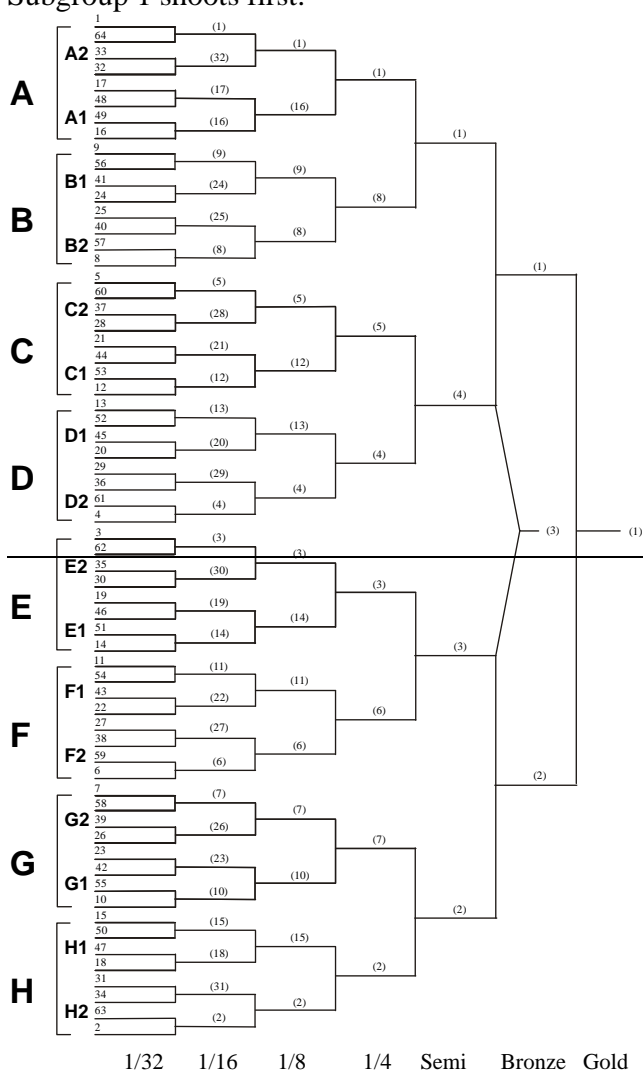 Subgroup 1 shoots first.
1
64 (1)
A2 33 (1)
32 (32)
(1)
A 17 (17)
48
A1 49 (16)
16 (16)
(1)
9 (9)
56
B1 41 (9)
24 (24)
(8)
B 25 (25)
40
B2 57 (8)
8 (8)
(1)
5 (5)
60
C2 37 (5)
28 (28)
(5)
C 21 (21)
44
C1 53 (12)
12 (12)
(4)
13 (13)
52
D1 45 (13)
20 (20)
(4)
D 29 (29)
36
D2 61 (4)
4 (4)
(3) (1)
3 (3)
62 (3)
E2 35
30 (30)
(3)
E 19 (19)
46
E1 51 (14)
14 (14)
(3)
11 (11)
54
F1 43 (11)
22 (22)
(6)
F 27 (27)
38
F2 59 (6)
6 (6)
(2)
7 (7)
58
G2 39 (7)
26 (26)
(7)
G 23 (23)
42
G1 55 (10)
10 (10)
(2)
15 (15)
50
H1 47 (15)
18 (18)
(2)
H 31 (31)
34
H2 63 (2)
2 (2)
1/32 1/16 1/8 1/4 Semi Bronze Gold